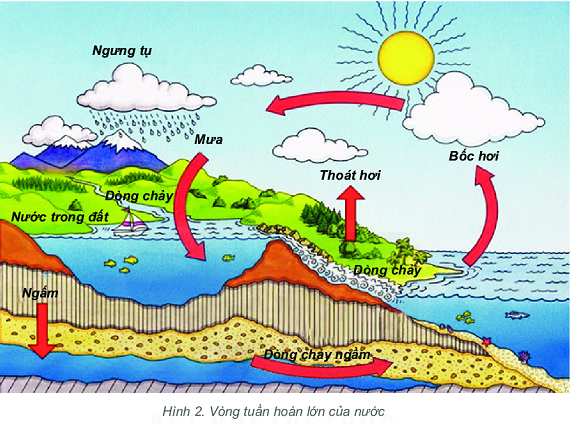 Ngưng tụ
Mưa
Bốc hơi
Thoát hơi
Dòng chảy
Nước trong đất
Dòng chảy
Ngấm
Dòng chảy ngầm
Hình 2. Vòng tuần hoàn lớn của nước